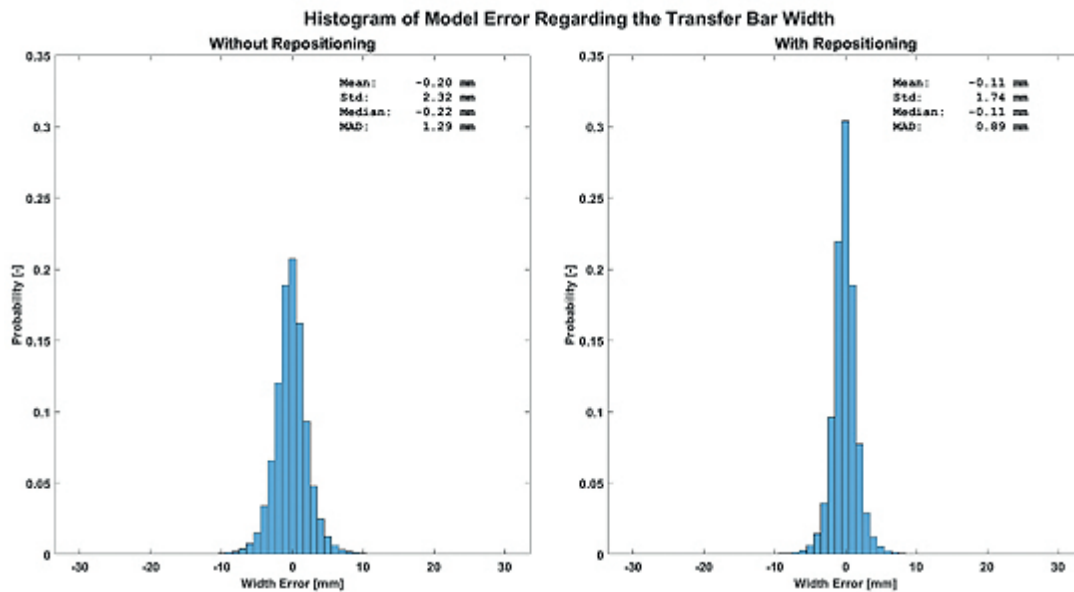 Histogram of Model Error Regarding the Transfer Bar Width
Without Repositioning
0.35
0.3
0.25
0.2
0.15
0.1
0.05
0
Probability [-]
Mean: -0.20 mm
Std: 2.32 mm
Median: -0.22 mm
MAD: 1.29 mm
-30 -20 -10 0 10 20 30
Width Error [mm]
With Repositioning
0.35
0.3
0.25
0.2
0.15
0.1
0.05
0
Probability [-]
Mean: -0.11 mm
Std: 1.74 mm
Median: -0.11 mm
MAD: 0.89 mm
-30 -20 -10 0 10 20 30
Width Error [mm]